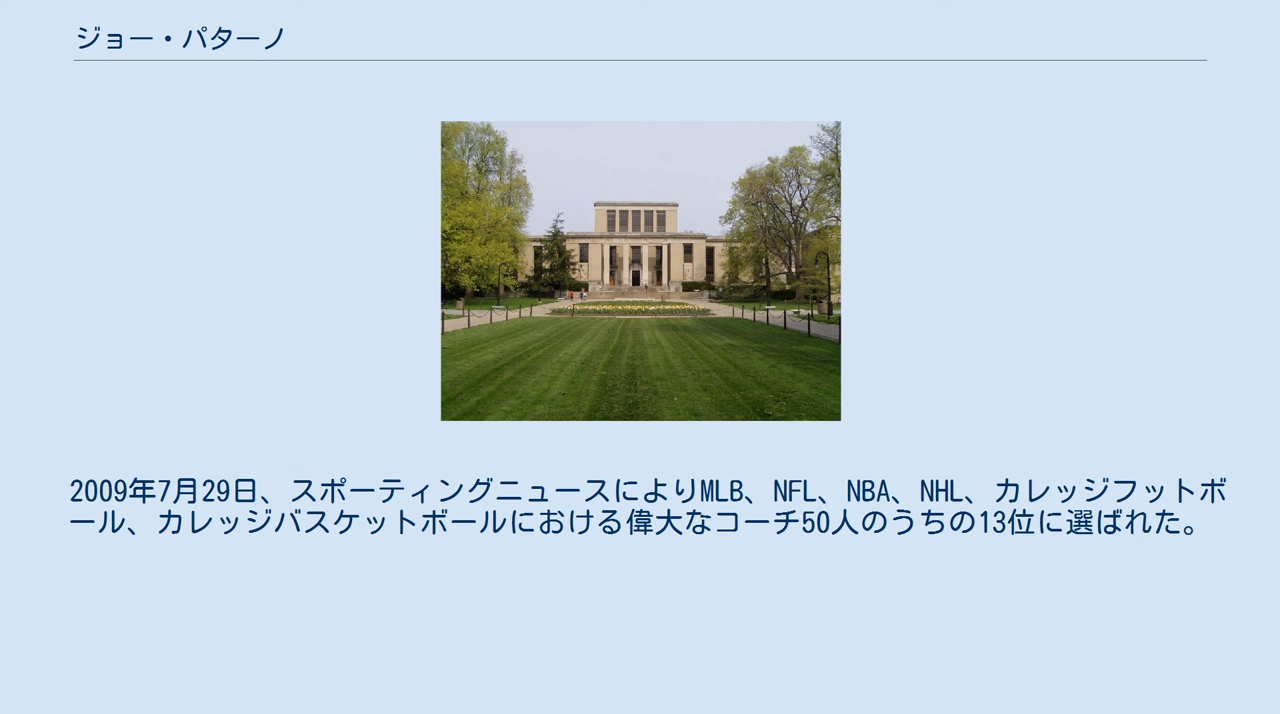 ジョー・パターノ
2009年7月29日、スポーティングニュースによりMLB、NFL、NBA、NHL、カレッジフットボ
ール、カレッジバスケットボールにおける偉大なコーチ50人のうちの13位に選ばれた。